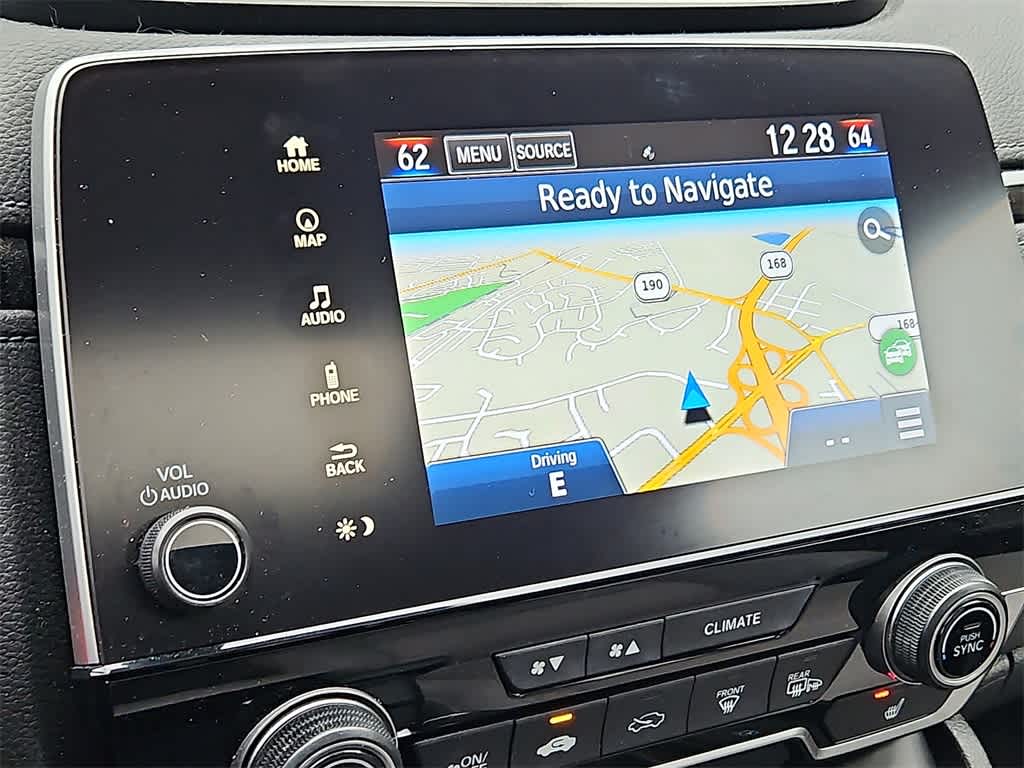 62 MENU SOURCE 12 28 64
Ready to Navigate
HOME
MAP
AUDIO
PHONE
BACK
190
168
168
Driving
E
--
VOL
AUDIO
CLIMATE
PUSH
SYNC
FRONT
REAR
ON/